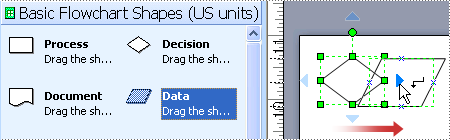 Basic Flowchart Shapes (US units)
Process
Drag the sh...
Decision
Drag the sh...
Document
Drag the sh...
Data
Drag the sh...